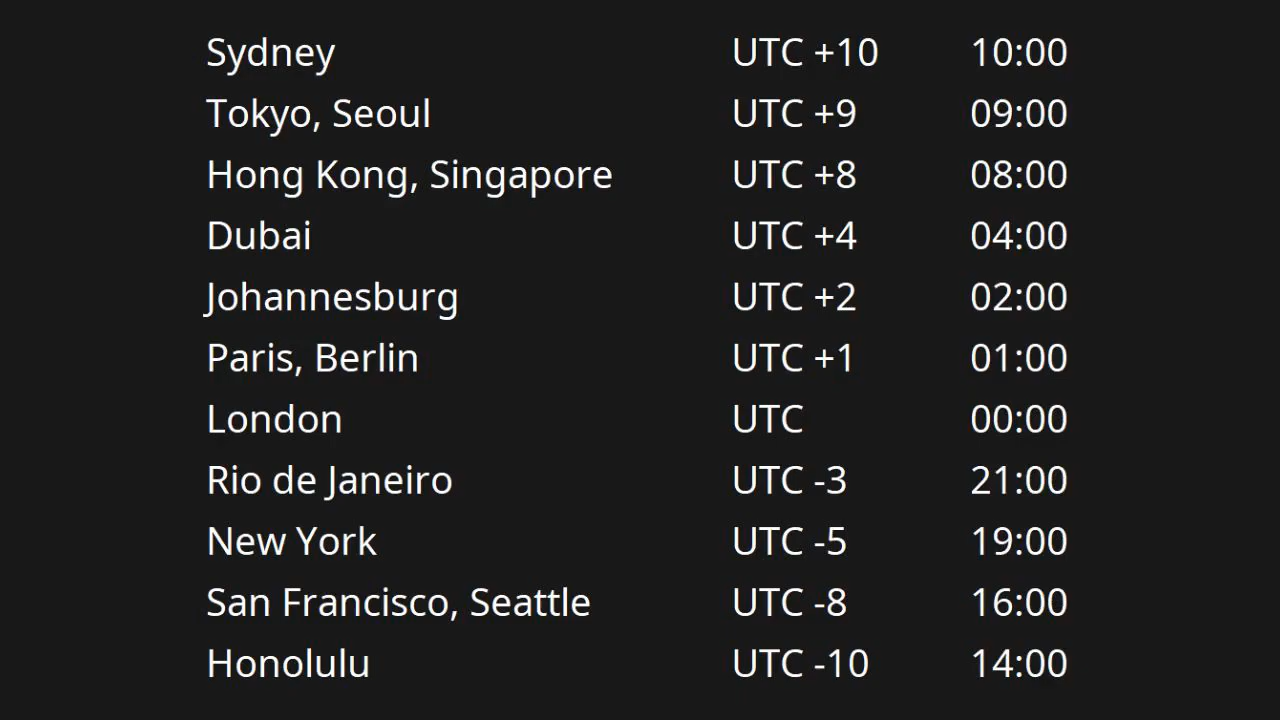 Sydney UTC +10 10:00
Tokyo, Seoul UTC +9 09:00
Hong Kong, Singapore UTC +8 08:00
Dubai UTC +4 04:00
Johannesburg UTC +2 02:00
Paris, Berlin UTC +1 01:00
London UTC 00:00
Rio de Janeiro UTC -3 21:00
New York UTC -5 19:00
San Francisco, Seattle UTC -8 16:00
Honolulu UTC -10 14:00